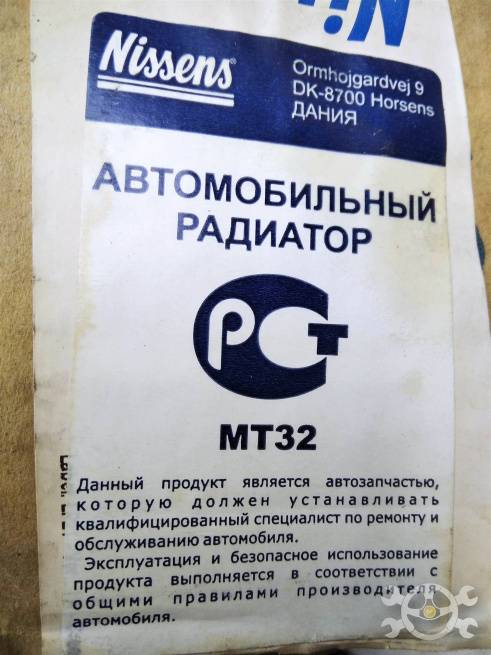 Ni
Nissens
Ormhojgardvej 9
DK-8700 Horsens
ДАНИЯ
АВТОМОБИЛЬНЫЙ
РАДИАТОР
РСТ
МТ32
Данный продукт является автозапчастью,
которую должен устанавливать
квалифицированный специалист по ремонту и
обслуживанию автомобиля.
Эксплуатация и безопасное использование
продукта выполняется в соответствии с
общими правилами производителя
автомобиля.